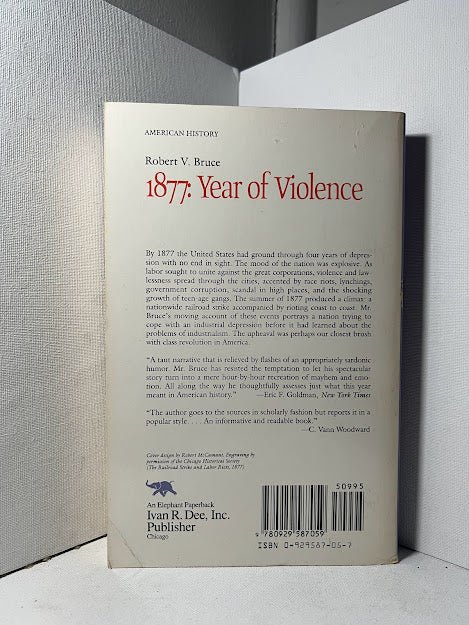 AMERICAN HISTORY
Robert V. Bruce
1877: Year of Violence
By 1877 the United States had ground through four years of depres-
sion with no end in sight. The mood of the nation was explosive. As
labor sought to unite against the great corporations, violence and law-
lessness spread through the cities, accented by race riots, lynchings,
government corruption, scandal in high places, and the shocking
growth of teen-age gangs. The summer of 1877 produced a climax: a
nationwide railroad strike accompanied by rioting coast to coast. Mr.
Bruce's moving account of these events portrays a nation trying to
cope with an industrial depression before it had learned about the
problems of industrialism. The upheaval was perhaps our closest brush
with class revolution in America.
"A taut narrative that is relieved by flashes of an appropriately sardonic
humor. Mr. Bruce has resisted the temptation to let his spectacular
story turn into a mere hour-by-hour recreation of mayhem and emo-
tion. All along the way he thoughtfully assesses just what this year
meant in American history." —Eric F. Goldman, New York Times
"The author goes to the sources in scholarly fashion but reports it in a
popular style. . . . An informative and readable book."
—C. Vann Woodward
Cover design by Robert McCamant. Engraving by
permission of the Chicago Historical Society
(The Railroad Strike and Labor Riots, 1877)
An Elephant Paperback
Ivan R. Dee, Inc.
Publisher
Chicago
50995
9 780929 587059
ISBN 0-929587-05-7